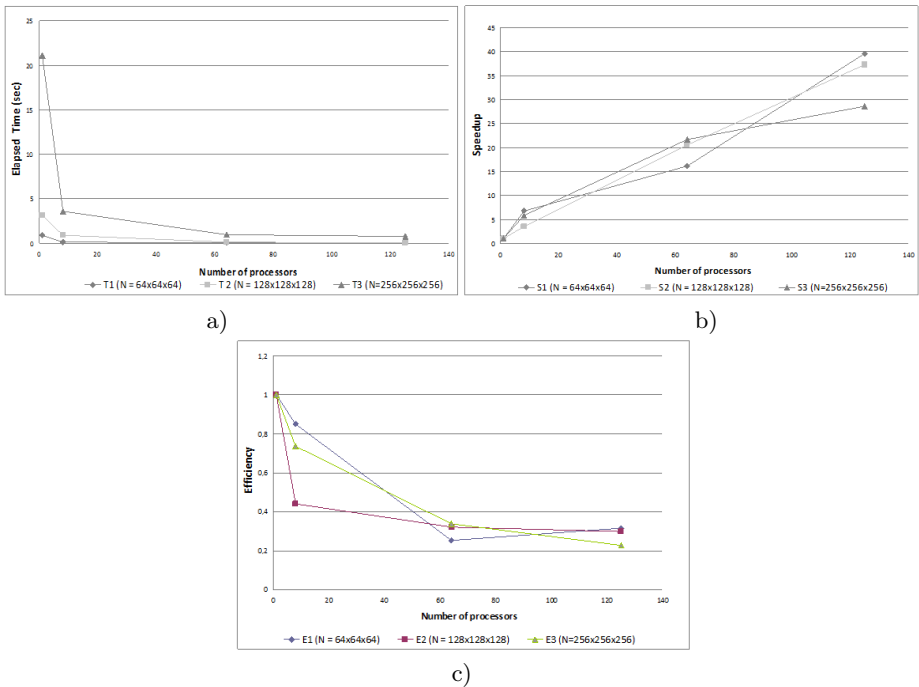 25
20
15
10
5
0
0 20 40 60 80 100 120 140
Elapsed Time (sec)
Number of processors
T1 (N = 64x64x64) T 2 (N = 128x128x128) T3 (N=256x256x256)
a)
45
40
35
30
25
20
15
10
5
0
0 20 40 60 80 100 120 140
Speedup
Number of processors
S1 (N = 64x64x64) S2 (N = 128x128x128) S3 (N=256x256x256)
b)
1,2
1
0,8
0,6
0,4
0,2
0
0 20 40 60 80 100 120 140
Efficiency
Number of processors
E1 (N = 64x64x64) E2 (N = 128x128x128) E3 (N=256x256x256)
c)